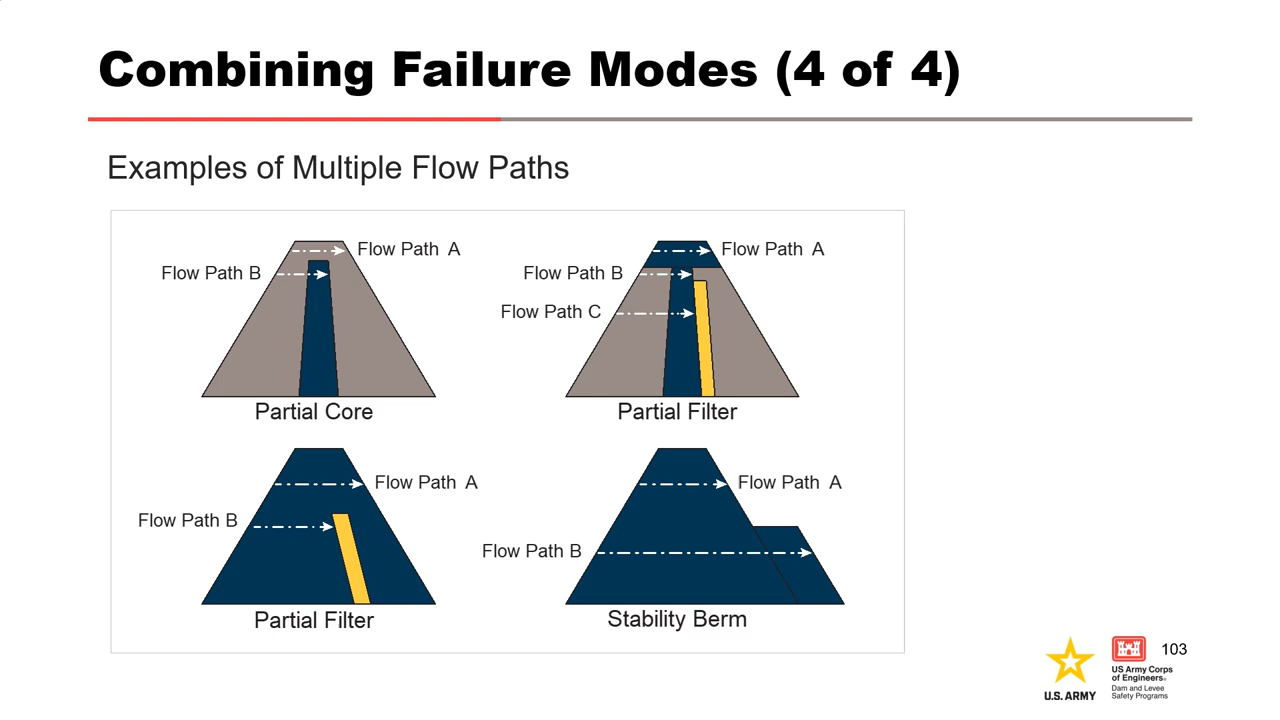 Combining Failure Modes (4 of 4)
Examples of Multiple Flow Paths
Flow Path A
Flow Path B
Partial Core
Flow Path A
Flow Path B
Flow Path C
Partial Filter
Flow Path A
Flow Path B
Partial Filter
Flow Path A
Flow Path B
Stability Berm
U.S. ARMY
US Army Corps
of Engineers®
Dam and Levee
Safety Programs
103